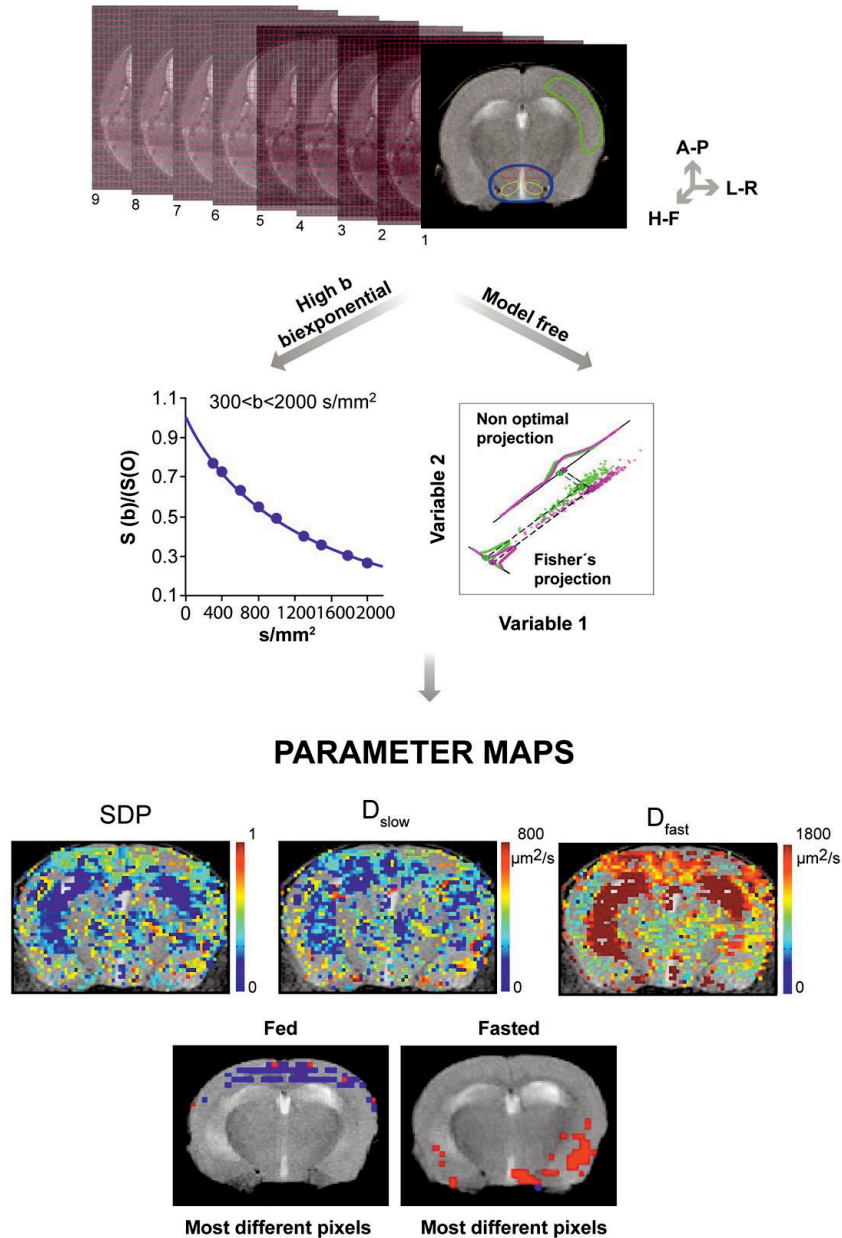 9
8
7
6
5
4
3
2
1
A-P
L-R
H-F
High b
biexponential
Model free
300<b<2000 s/mm²
1.1
0.9
0.7
0.5
0.3
0.1
S (b)/(S(O)
0 400 800 1200 1600 2000
s/mm²
Non optimal
projection
Fisher´s
projection
Variable 2
Variable 1
PARAMETER MAPS
SDP
1
0
D slow
800
µm²/s
0
D fast
1800
µm²/s
0
Fed
Fasted
Most different pixels
Most different pixels